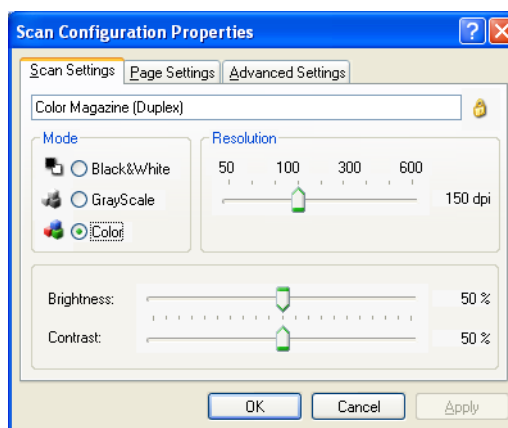 Scan Configuration Properties
Scan Settings Page Settings Advanced Settings
Color Magazine (Duplex)
Mode
Black&White
GrayScale
Color
Resolution
50 100 300 600
150 dpi
Brightness: 50 %
Contrast: 50 %
OK Cancel Apply